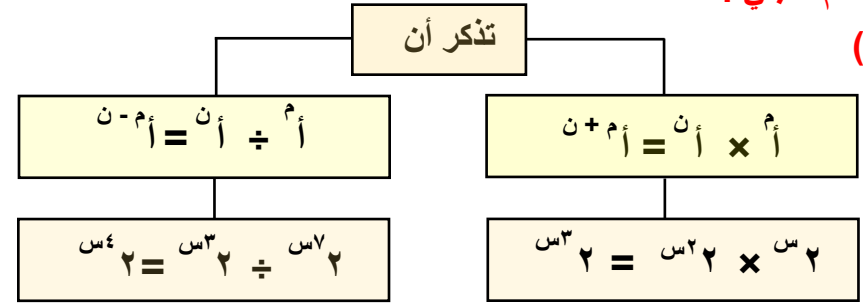 )
تذكر أن
أ^م × أ^ن = أ^(م + ن)
أ^م ÷ أ^ن = أ^(م - ن)
٢^س × ٢^٢س = ٢^٣س
٢^٧س ÷ ٢^٣س = ٢^٤س